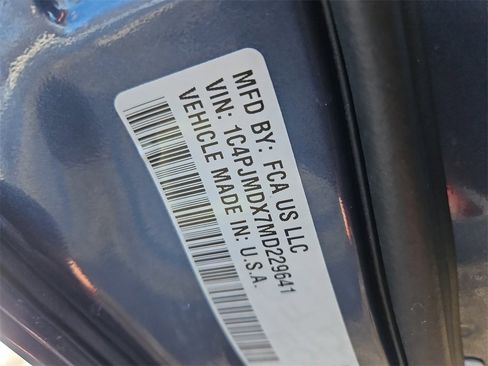 MFD BY: FCA US LLC
VIN: 1C4PJMDX7MD229641
VEHICLE MADE IN: U.S.A.